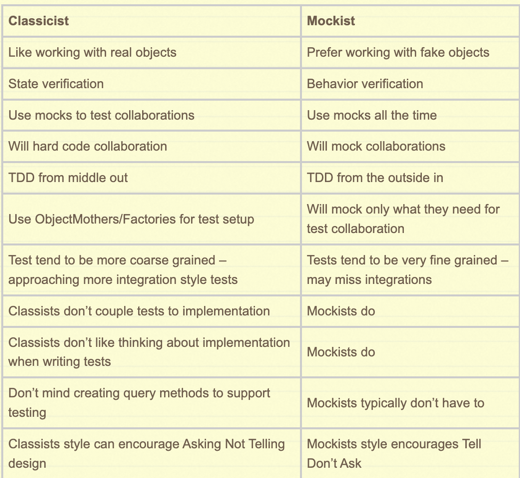 Classicist Mockist
Like working with real objects Prefer working with fake objects
State verification Behavior verification
Use mocks to test collaborations Use mocks all the time
Will hard code collaboration Will mock collaborations
TDD from middle out TDD from the outside in
Use ObjectMothers/Factories for test setup
Will mock only what they need for
test collaboration
Test tend to be more coarse grained –
approaching more integration style tests
Tests tend to be very fine grained –
may miss integrations
Classists don’t couple tests to implementation Mockists do
Classists don’t like thinking about implementation
when writing tests
Mockists do
Don’t mind creating query methods to support
testing
Mockists typically don’t have to
Classists style can encourage Asking Not Telling
design
Mockists style encourages Tell
Don’t Ask